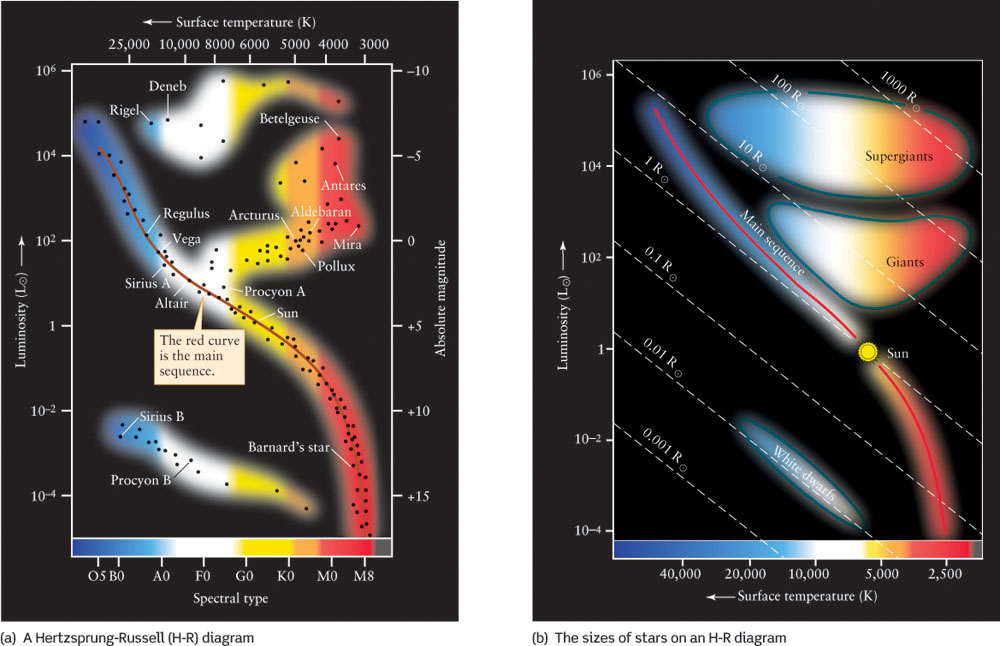 ← Surface temperature (K)
25,000 10,000 8000 6000 5000 4000 3000
10⁶ −10
Deneb
Rigel
Betelgeuse
10⁴ −5
Antares
Regulus Arcturus Aldebaran
Vega
10² 0
Mira
Pollux
Sirius A
Procyon A
Altair
Sun
1 +5
The red curve
is the main
sequence.
10⁻² +10
Sirius B
Barnard's star
Procyon B
10⁻⁴ +15
Luminosity (L⊙) →
Absolute magnitude
O5 B0 A0 F0 G0 K0 M0 M8
Spectral type
(a) A Hertzsprung-Russell (H-R) diagram
10⁶
100 R⊙ 1000 R⊙
Supergiants
10⁴
10 R⊙
1 R⊙
Main sequence
10²
Giants
0.1 R⊙
1
Sun
0.01 R⊙
10⁻²
0.001 R⊙
White dwarfs
10⁻⁴
Luminosity (L⊙) →
40,000 20,000 10,000 5,000 2,500
← Surface temperature (K)
(b) The sizes of stars on an H-R diagram